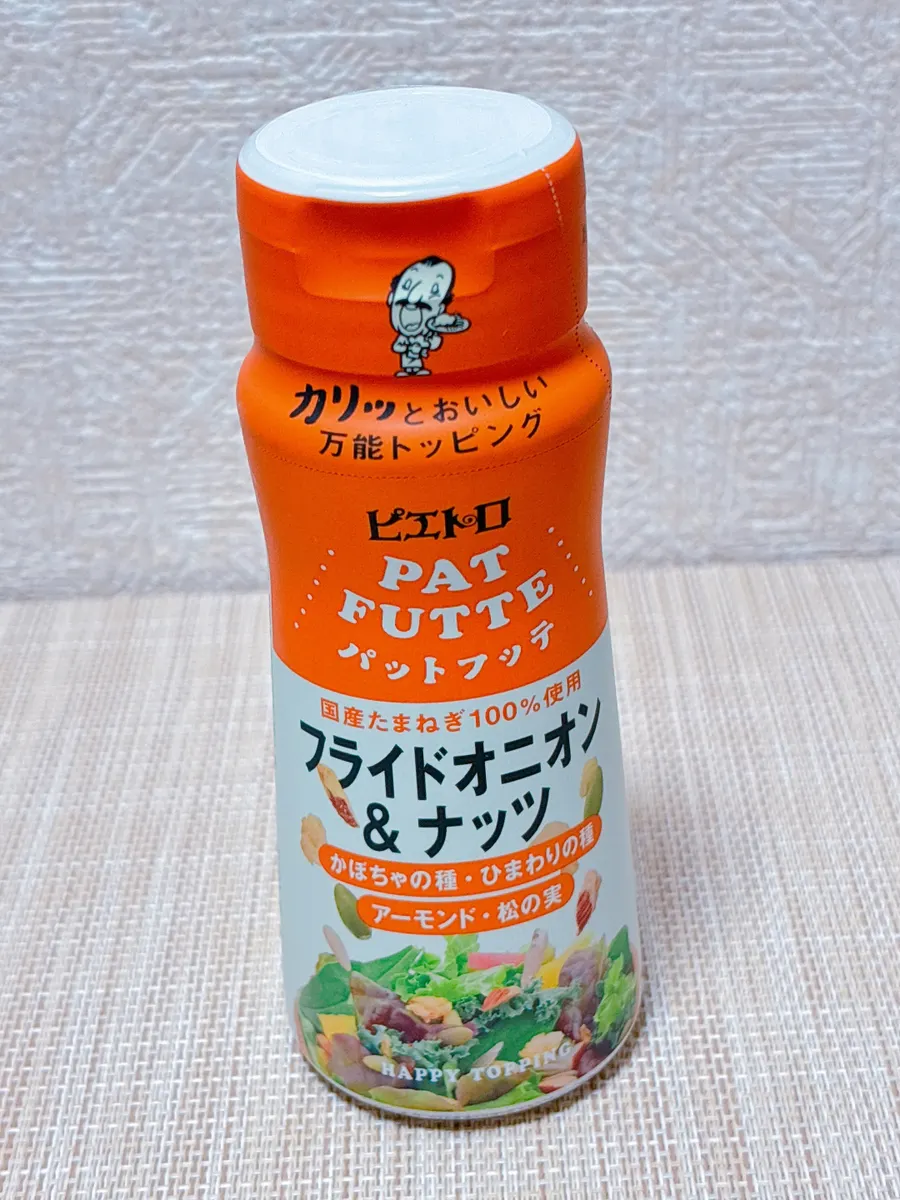 カリッとおいしい
万能トッピング
ピエトロ
PAT
FUTTE
パットフッテ
国産たまねぎ100%使用
フライドオニオン
&ナッツ
かぼちゃの種・ひまわりの種
アーモンド・松の実
HAPPY TOPPING